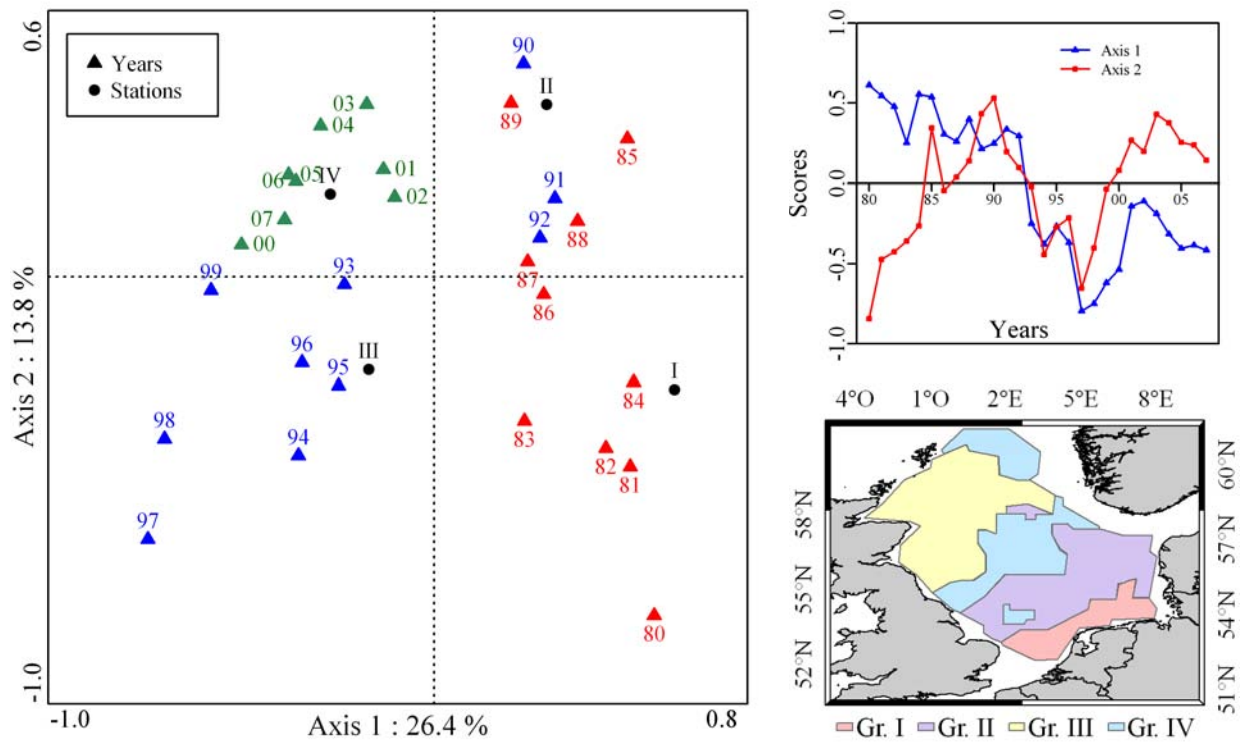 0.6
Years
Stations
90
II
03
04
89
85
06
05
IV
01
02
91
92
88
07
00
99
93
87
86
96
III
95
I
84
98
94
83
82
81
97
80
Axis 2 : 13.8 %
-1.0
-1.0
Axis 1 : 26.4 %
0.8
1.0
0.5
0.0
-0.5
-1.0
Scores
Axis 1
Axis 2
80 85 90 95 00 05
Years
4°O 1°O 2°E 5°E 8°E
58°N
55°N
52°N
60°N
57°N
54°N
51°N
Gr. I Gr. II Gr. III Gr. IV